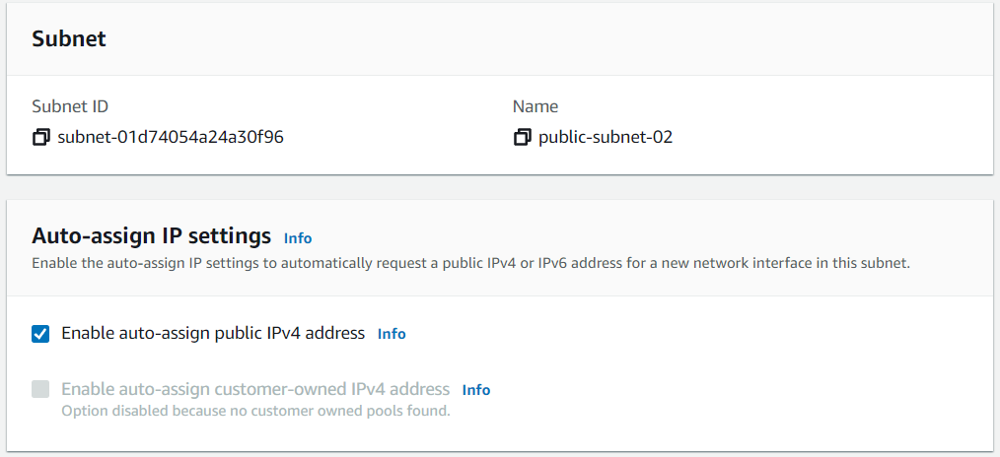 Subnet
Subnet ID
Name
subnet-01d74054a24a30f96
public-subnet-02
Auto-assign IP settings Info
Enable the auto-assign IP settings to automatically request a public IPv4 or IPv6 address for a new network interface in this subnet.
Enable auto-assign public IPv4 address Info
Enable auto-assign customer-owned IPv4 address Info
Option disabled because no customer owned pools found.